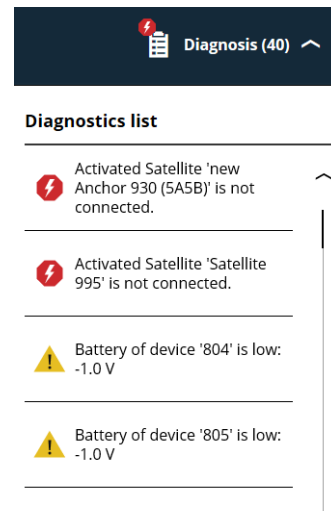 Diagnosis (40)
Diagnostics list
Activated Satellite 'new
Anchor 930 (5A5B)' is not
connected.
Activated Satellite 'Satellite
995' is not connected.
Battery of device '804' is low:
-1.0 V
Battery of device '805' is low:
-1.0 V